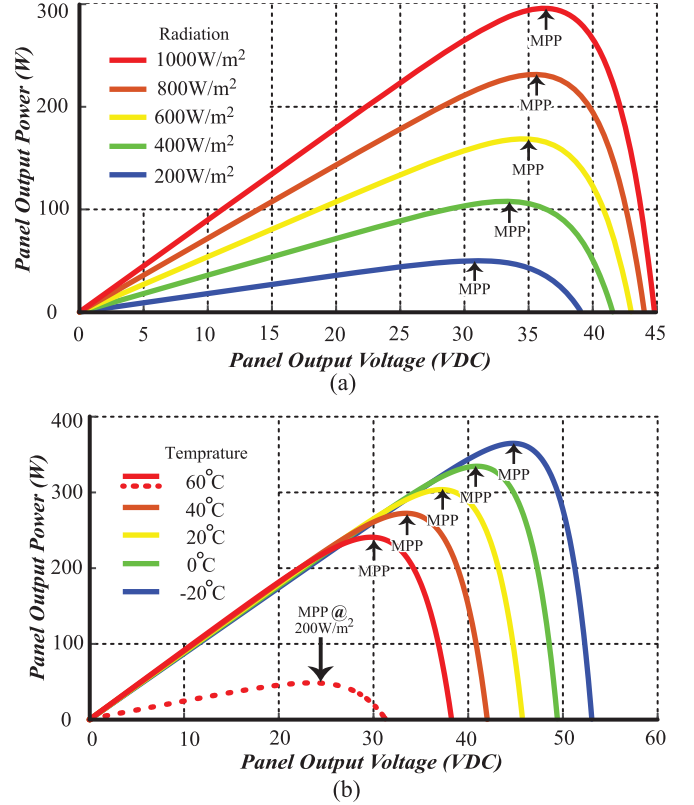 300
200
100
0
Panel Output Power (W)
Radiation
1000W/m²
800W/m²
600W/m²
400W/m²
200W/m²
MPP
MPP
MPP
MPP
MPP
0 5 10 15 20 25 30 35 40 45
Panel Output Voltage (VDC)
(a)
400
300
200
100
0
Panel Output Power (W)
Temprature
60°C
40°C
20°C
0°C
-20°C
MPP
MPP
MPP
MPP
MPP
MPP @
200W/m²
0 10 20 30 40 50 60
Panel Output Voltage (VDC)
(b)